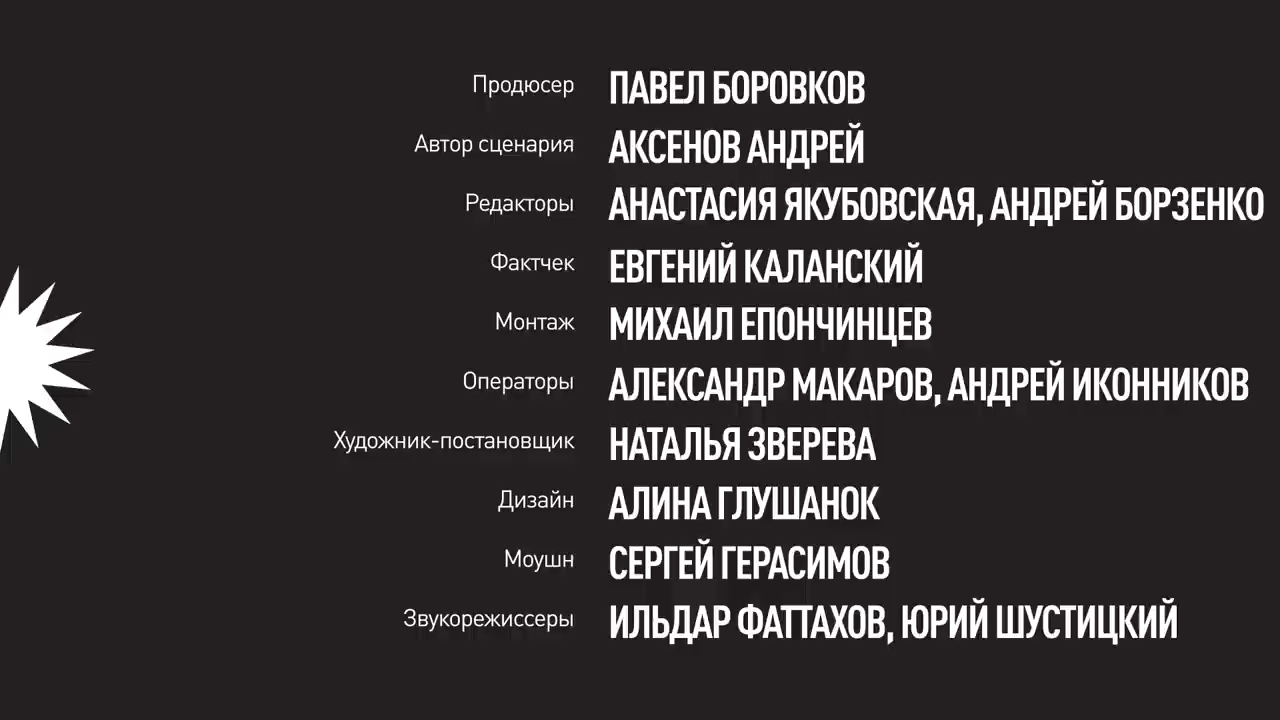 Продюсер ПАВЕЛ БОРОВКОВ
Автор сценария АКСЕНОВ АНДРЕЙ
Редакторы АНАСТАСИЯ ЯКУБОВСКАЯ, АНДРЕЙ БОРЗЕНКО
Фактчек ЕВГЕНИЙ КАЛАНСКИЙ
Монтаж МИХАИЛ ЕПОНЧИНЦЕВ
Операторы АЛЕКСАНДР МАКАРОВ, АНДРЕЙ ИКОННИКОВ
Художник-постановщик НАТАЛЬЯ ЗВЕРЕВА
Дизайн АЛИНА ГЛУШАНОК
Моушн СЕРГЕЙ ГЕРАСИМОВ
Звукорежиссеры ИЛЬДАР ФАТТАХОВ, ЮРИЙ ШУСТИЦКИЙ